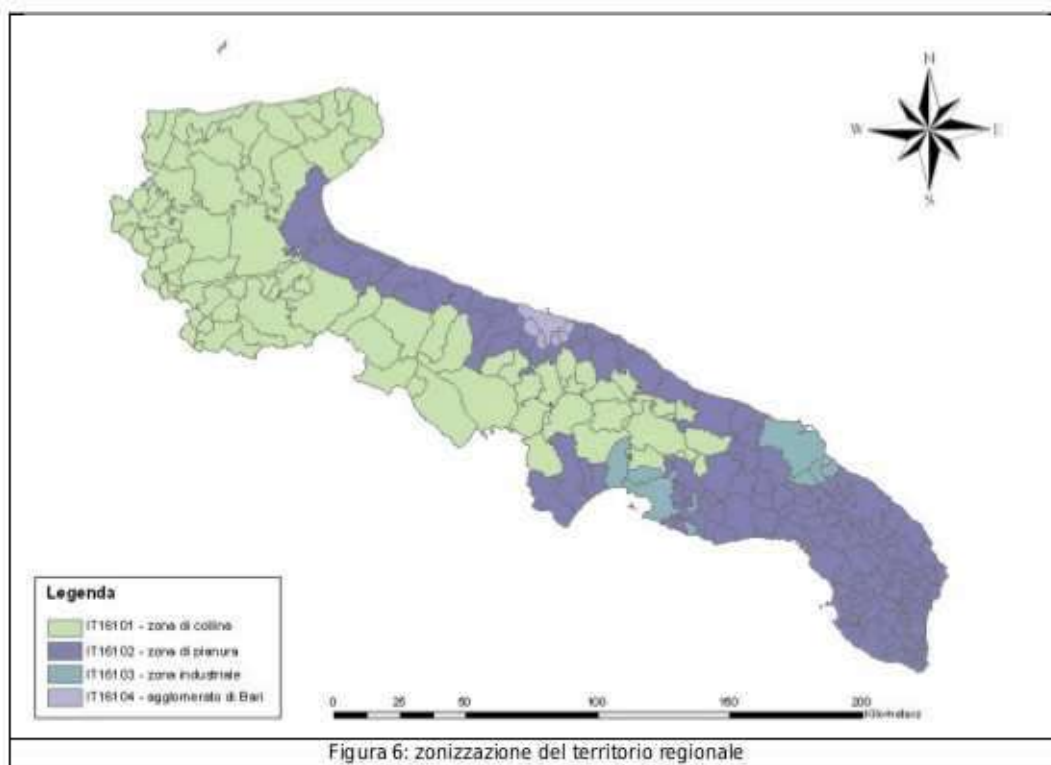 N
W E
S
Legenda
IT16101 - zona di collina
IT16102 - zona di pianura
IT16103 - zona industriale
IT16104 - agglomerato di Bari
0 25 50 100 150 200
Kilometers
Figura 6: zonizzazione del territorio regionale